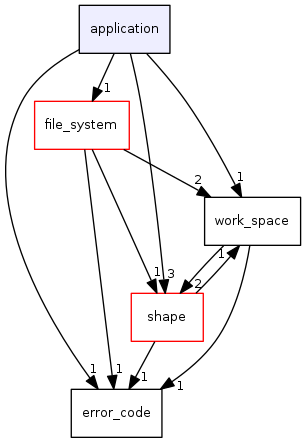 application
1
file_system
2
1
work_space
1
3
2
1
shape
1
1
1
1
error_code